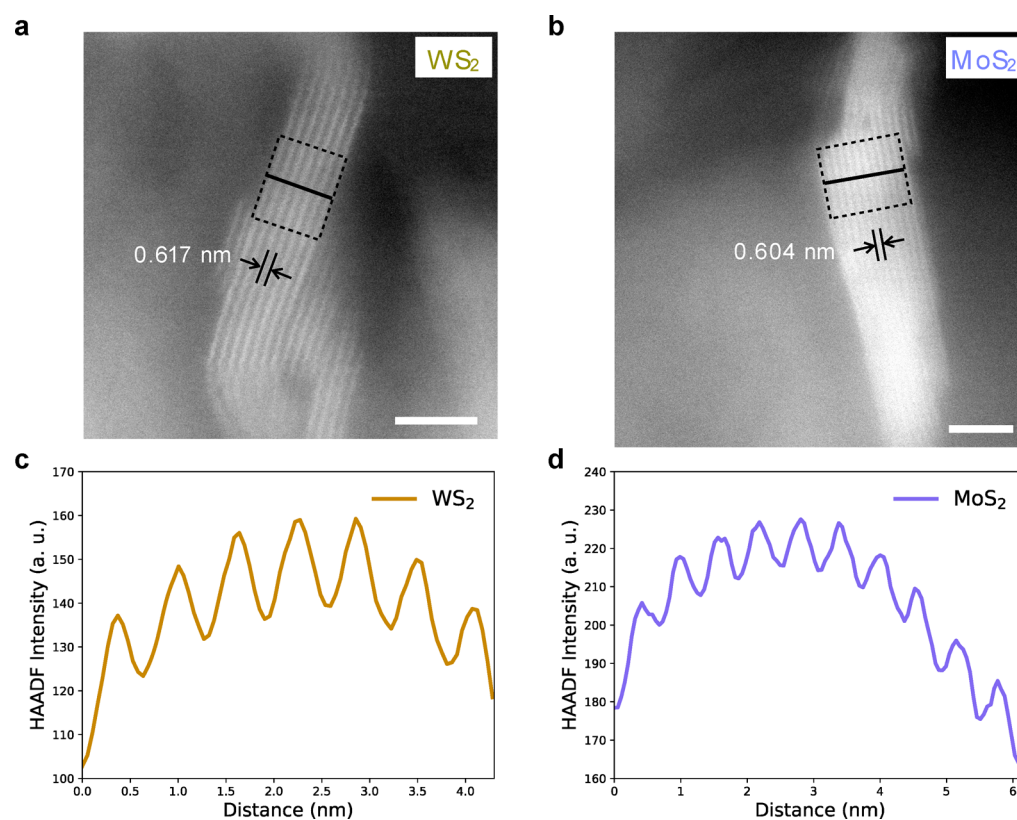 a
WS₂
0.617 nm
b
MoS₂
0.604 nm
c
170
160
150
140
130
120
110
100
HAADF Intensity (a. u.)
WS₂
0.0 0.5 1.0 1.5 2.0 2.5 3.0 3.5 4.0
Distance (nm)
d
240
230
220
210
200
190
180
170
160
HAADF Intensity (a. u.)
MoS₂
0 1 2 3 4 5 6
Distance (nm)